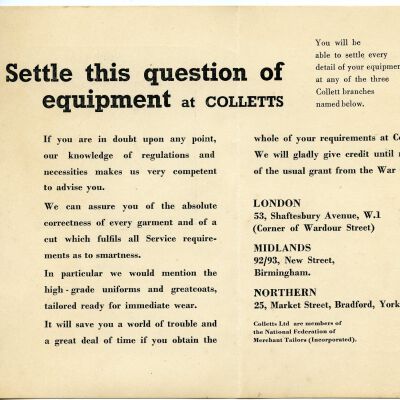 You will be
able to settle every
detail of your equipment
at any of the three
Collett branches
named below.
Settle this question of
equipment at COLLETTS
If you are in doubt upon any point,
our knowledge of regulations and
necessities makes us very competent
to advise you.
We can assure you of the absolute
correctness of every garment and of a
cut which fulfils all Service require-
ments as to smartness.
In particular we would mention the
high-grade uniforms and greatcoats,
tailored ready for immediate wear.
It will save you a world of trouble and
a great deal of time if you obtain the
whole of your requirements at Co
We will gladly give credit until
of the usual grant from the War
LONDON
53, Shaftesbury Avenue, W.1
(Corner of Wardour Street)
MIDLANDS
92/93, New Street,
Birmingham.
NORTHERN
25, Market Street, Bradford, York
Colletts Ltd are members of
the National Federation of
Merchant Tailors (Incorporated).